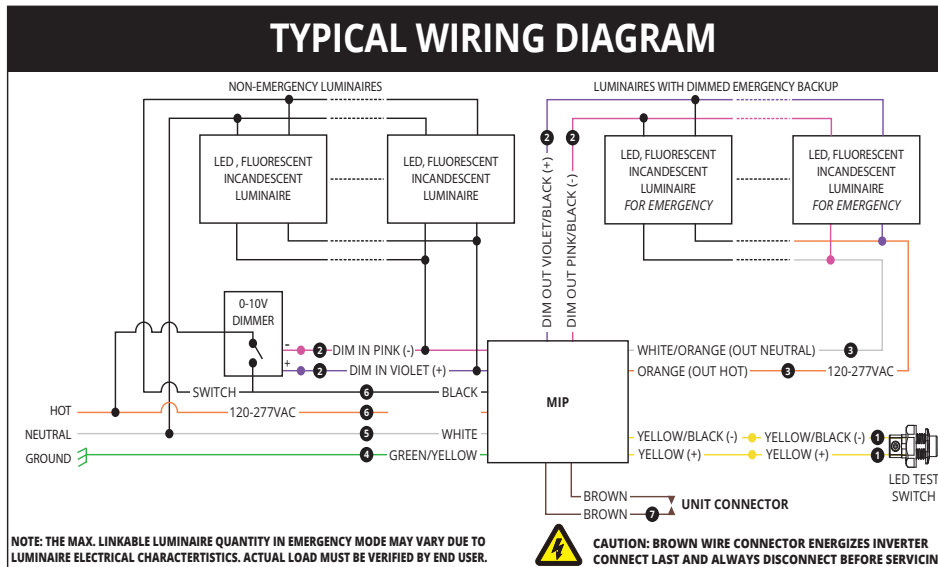 TYPICAL WIRING DIAGRAM
NON-EMERGENCY LUMINAIRES
LUMINAIRES WITH DIMMED EMERGENCY BACKUP
LED , FLUORESCENT
INCANDESCENT
LUMINAIRE
LED, FLUORESCENT
INCANDESCENT
LUMINAIRE
2
DIM OUT VIOLET/BLACK (+)
2
DIM OUT PINK/BLACK (-)
LED, FLUORESCENT
INCANDESCENT
LUMINAIRE
FOR EMERGENCY
LED, FLUORESCENT
INCANDESCENT
LUMINAIRE
FOR EMERGENCY
0-10V
DIMMER
- 2 DIM IN PINK (-)
+ 2 DIM IN VIOLET (+)
SWITCH 6 BLACK
HOT 120-277VAC 6
NEUTRAL 5 WHITE
GROUND 4 GREEN/YELLOW
MIP
WHITE/ORANGE (OUT NEUTRAL) 3
ORANGE (OUT HOT) 3 120-277VAC
YELLOW/BLACK (-) YELLOW/BLACK (-) 1
YELLOW (+) YELLOW (+) 1
LED TEST
SWITCH
BROWN
BROWN 7
UNIT CONNECTOR
NOTE: THE MAX. LINKABLE LUMINAIRE QUANTITY IN EMERGENCY MODE MAY VARY DUE TO
LUMINAIRE ELECTRICAL CHARACTERTISTICS. ACTUAL LOAD MUST BE VERIFIED BY END USER.
CAUTION: BROWN WIRE CONNECTOR ENERGIZES INVERTER
CONNECT LAST AND ALWAYS DISCONNECT BEFORE SERVICIN